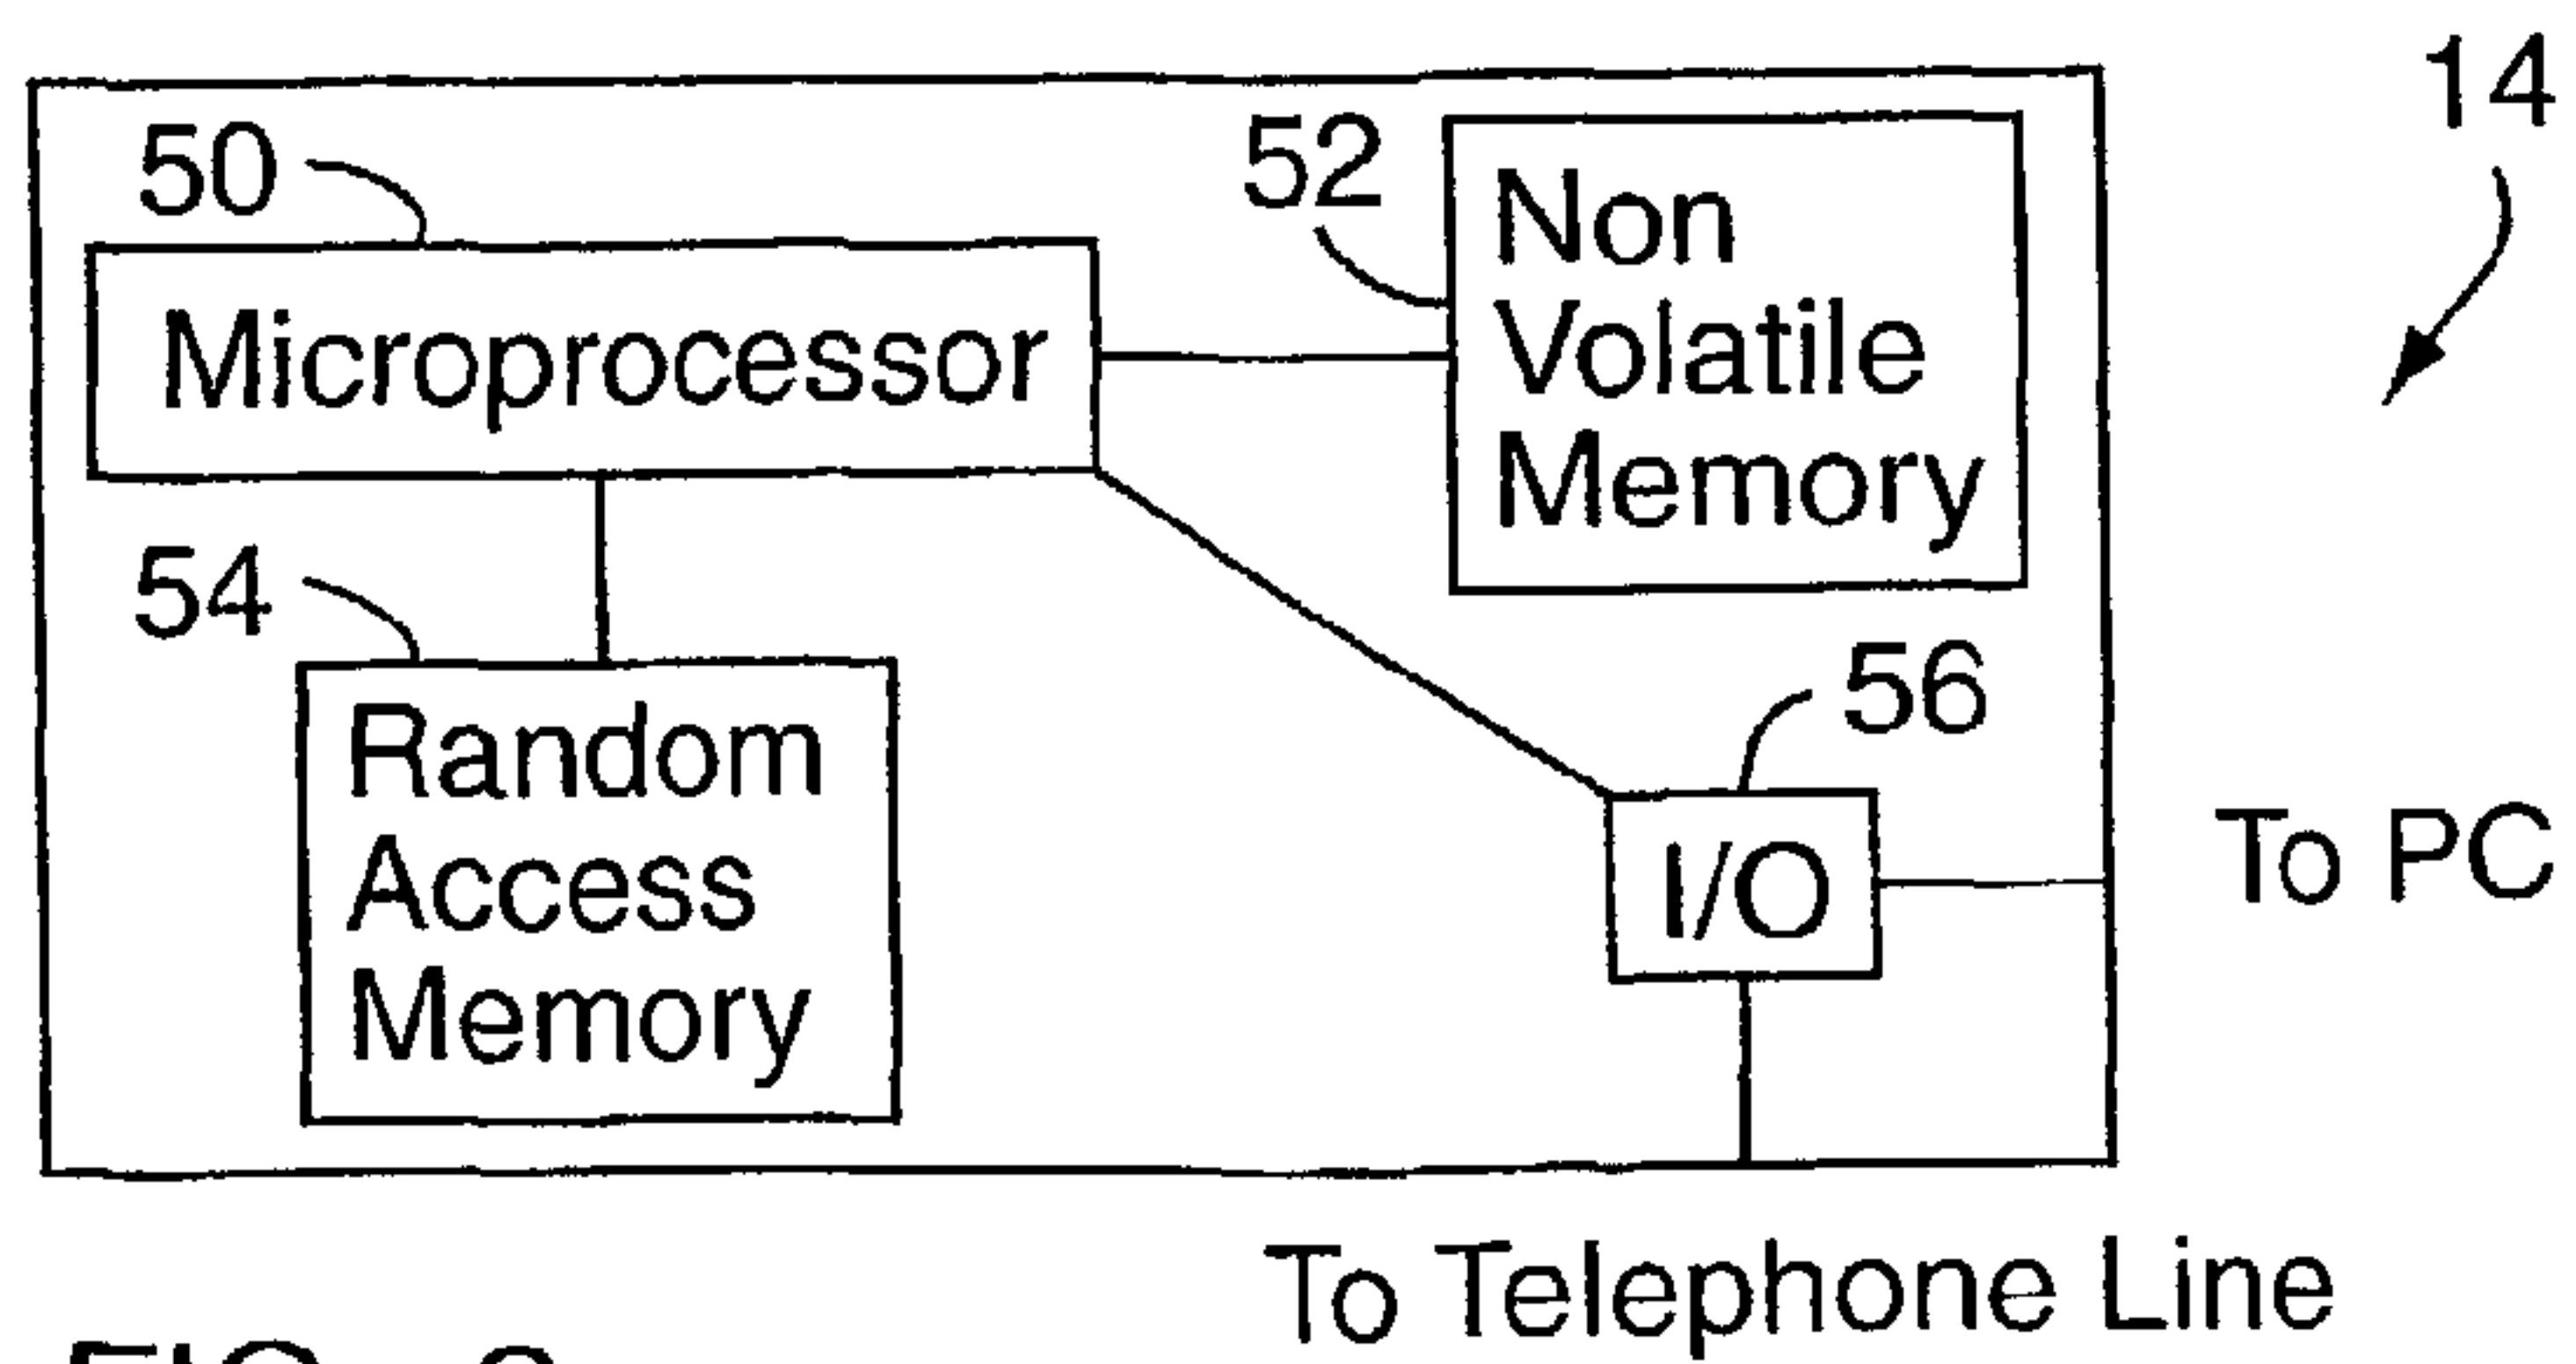 14
50
52
Non
Volatile
Memory
Microprocessor
54
Random
Access
Memory
56
I/O
To PC
To Telephone Line